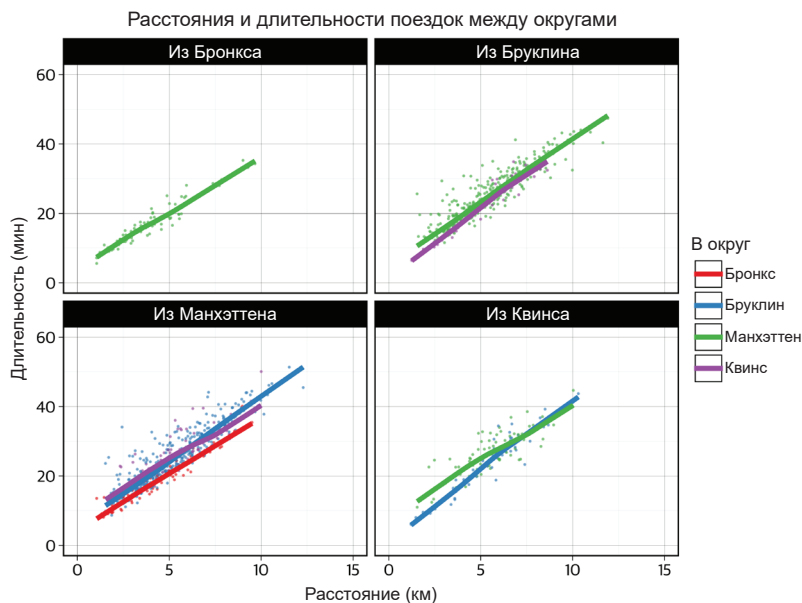 Расстояния и длительности поездок между округами
Из Бронкса
Из Бруклина
60
40
20
0
Из Манхэттена
Из Квинса
60
40
20
0
0 5 10 15
0 5 10 15
Длительность (мин)
Расстояние (км)
В округ
Бронкс
Бруклин
Манхэттен
Квинс